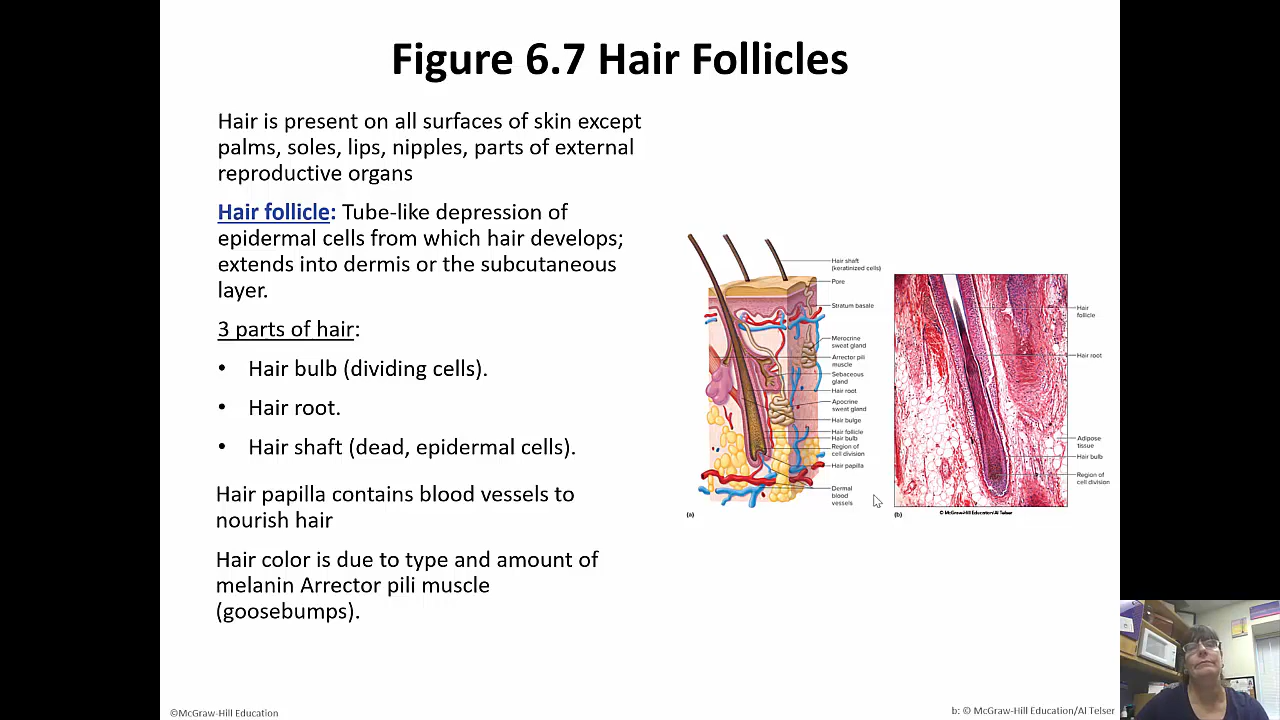 Figure 6.7 Hair Follicles
Hair is present on all surfaces of skin except
palms, soles, lips, nipples, parts of external
reproductive organs
Hair follicle: Tube-like depression of
epidermal cells from which hair develops;
extends into dermis or the subcutaneous
layer.
3 parts of hair:
• Hair bulb (dividing cells).
• Hair root.
• Hair shaft (dead, epidermal cells).
Hair papilla contains blood vessels to
nourish hair
Hair color is due to type and amount of
melanin Arrector pili muscle
(goosebumps).
Hair shaft
(keratinized cells)
Pore
Stratum basale
Merocrine
sweat gland
Arrector pili
muscle
Sebaceous
gland
Hair root
Apocrine
sweat gland
Hair bulge
Hair follicle
Hair bulb
Region of
cell division
Hair papilla
Dermal
blood
vessels
(a)
Hair
follicle
Hair root
Adipose
tissue
Hair bulb
Region of
cell division
(b)
© McGraw-Hill Education/Al Telser
©McGraw-Hill Education
b: © McGraw-Hill Education/Al Telser